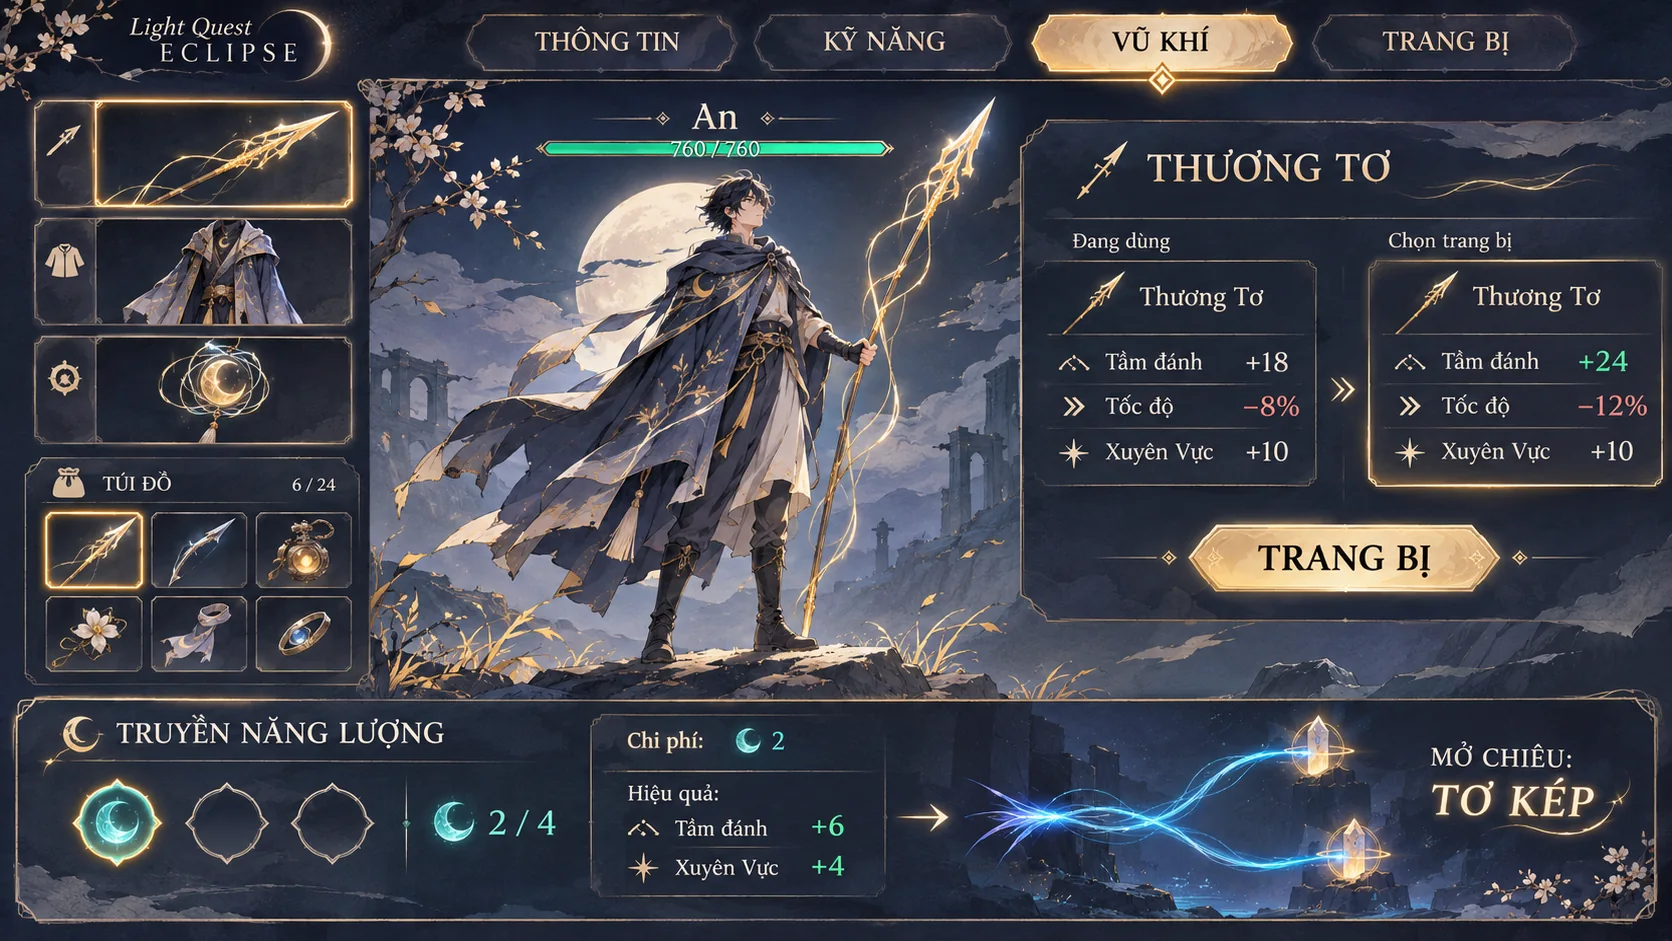 Light Quest
ECLIPSE
THÔNG TIN
KỸ NĂNG
VŨ KHÍ
TRANG BỊ
An
760 / 760
THƯƠNG TƠ
Đang dùng
Thương Tơ
Tầm đánh +18
Tốc độ −8%
Xuyên Vực +10
Chọn trang bị
Thương Tơ
Tầm đánh +24
Tốc độ −12%
Xuyên Vực +10
TRANG BỊ
TÚI ĐỒ 6 / 24
TRUYỀN NĂNG LƯỢNG
2 / 4
Chi phí: 2
Hiệu quả:
Tầm đánh +6
Xuyên Vực +4
MỞ CHIÊU:
TƠ KÉP